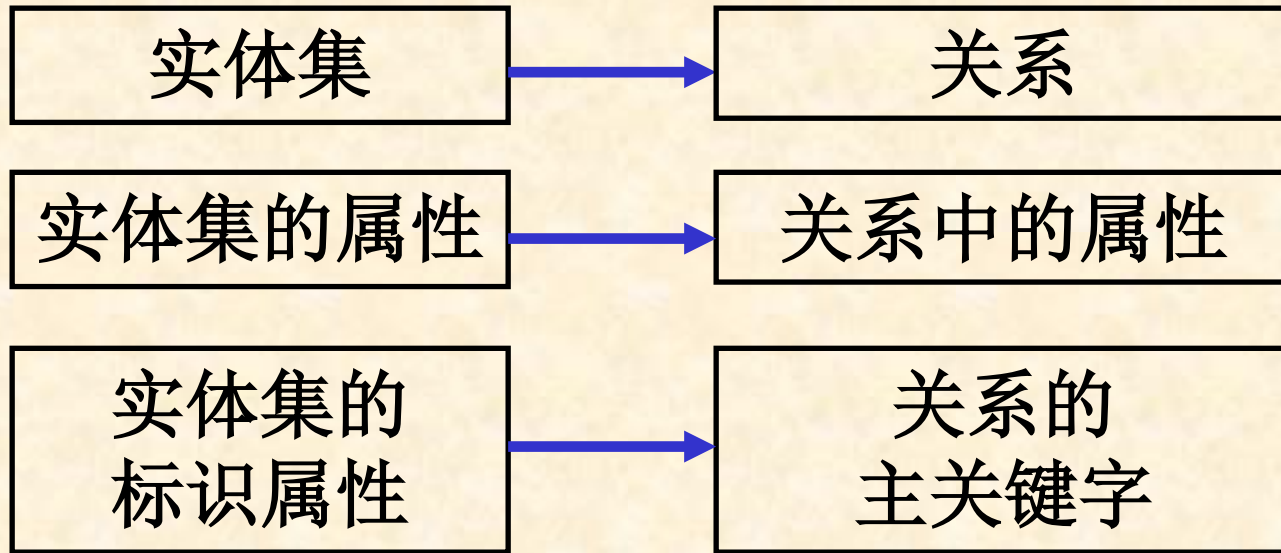 实体集
关系
实体集的属性
关系中的属性
实体集的
标识属性
关系的
主关键字